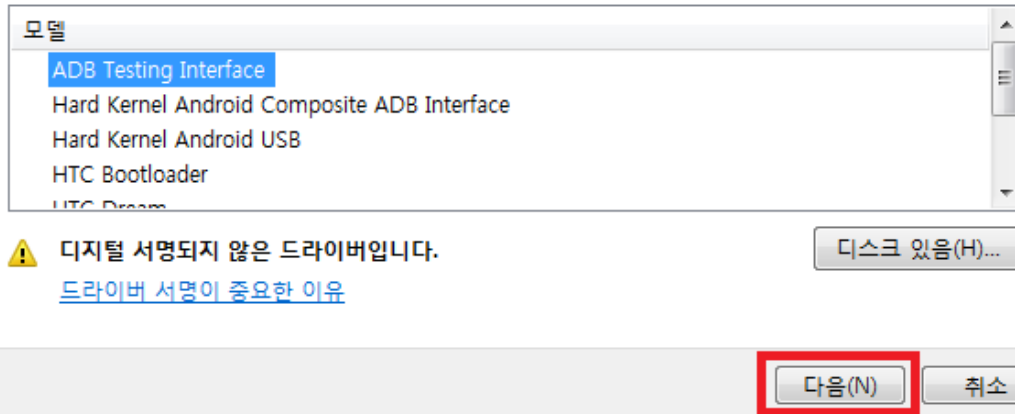 모델
ADB Testing Interface
Hard Kernel Android Composite ADB Interface
Hard Kernel Android USB
HTC Bootloader
HTC Dream
디지털 서명되지 않은 드라이버입니다.
디스크 있음(H)...
드라이버 서명이 중요한 이유
다음(N)
취소